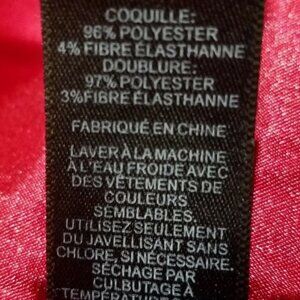 COQUILLE:
96% POLYESTER
4% FIBRE ÉLASTHANNE
DOUBLURE:
97% POLYESTER
3%FIBRE ÉLASTHANNE
FABRIQUÉ EN CHINE
LAVER À LA MACHINE
À L'EAU FROIDE AVEC
DES VÊTEMENTS DE
COULEURS
SEMBLABLES.
UTILISEZ SEULEMENT
DU JAVELLISANT SANS
CHLORE, SI NÉCESSAIRE.
SÉCHAGE PAR
CULBUTAGE À
TEMPÉRATURE